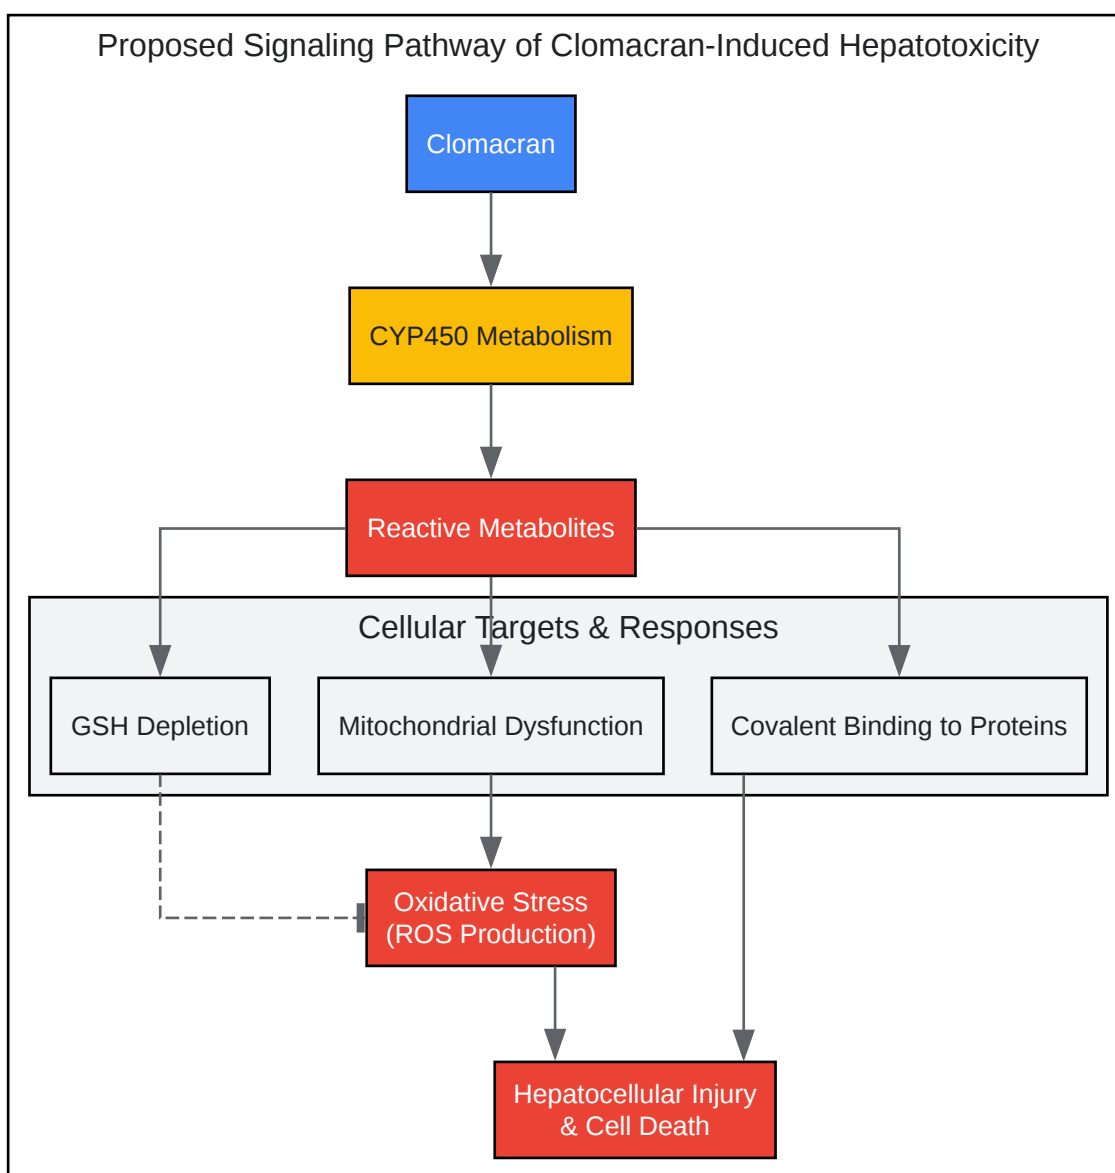 Proposed Signaling Pathway of Clomacran-Induced Hepatotoxicity
Clomacran
CYP450 Metabolism
Reactive Metabolites
Cellular Targets & Responses
GSH Depletion
Mitochondrial Dysfunction
Covalent Binding to Proteins
Oxidative Stress
(ROS Production)
Hepatocellular Injury
& Cell Death